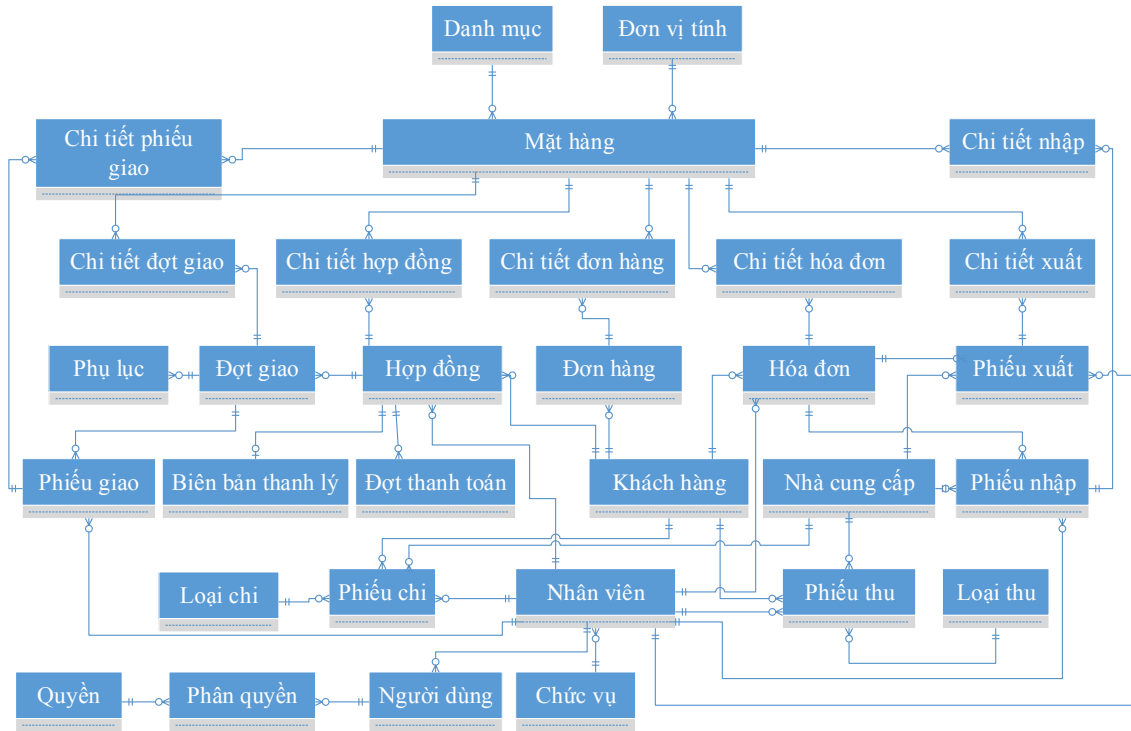 Danh mục
Đơn vị tính
Chi tiết phiếu
giao
Mặt hàng
Chi tiết nhập
Chi tiết đợt giao
Chi tiết hợp đồng
Chi tiết đơn hàng
Chi tiết hóa đơn
Chi tiết xuất
Phụ lục
Đợt giao
Hợp đồng
Đơn hàng
Hóa đơn
Phiếu xuất
Phiếu giao
Biên bản thanh lý
Đợt thanh toán
Khách hàng
Nhà cung cấp
Phiếu nhập
Loại chi
Phiếu chi
Nhân viên
Phiếu thu
Loại thu
Quyền
Phân quyền
Người dùng
Chức vụ